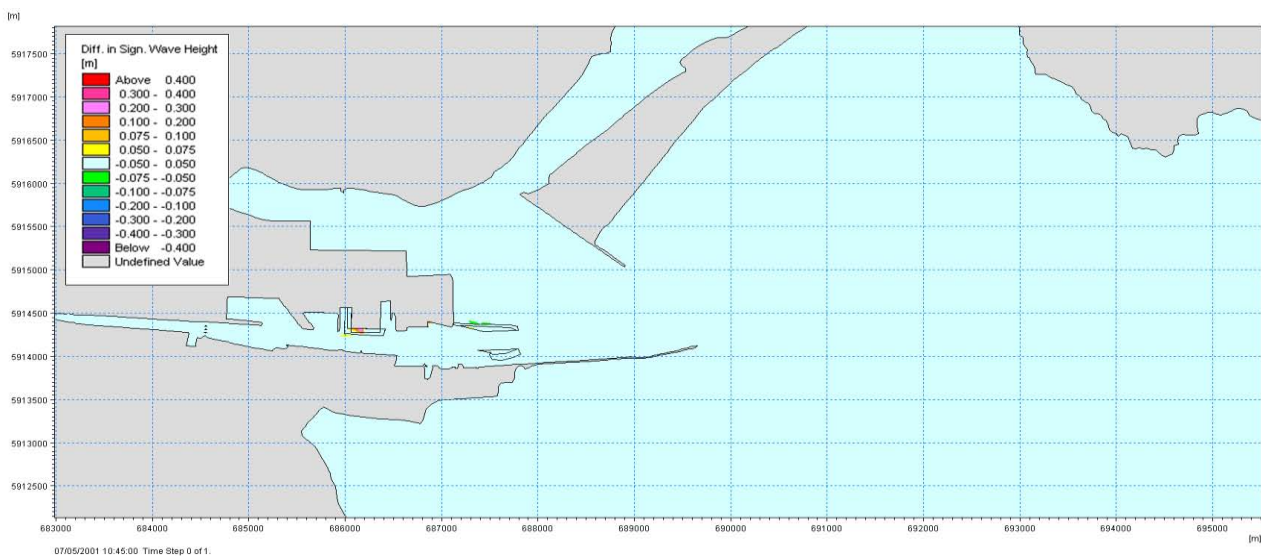 [m]
Diff. in Sign. Wave Height
[m]
Above 0.400
0.300 - 0.400
0.200 - 0.300
0.100 - 0.200
0.075 - 0.100
0.050 - 0.075
-0.050 - 0.050
-0.075 - -0.050
-0.100 - -0.075
-0.200 - -0.100
-0.300 - -0.200
-0.400 - -0.300
Below -0.400
Undefined Value
5917500
5917000
5916500
5916000
5915500
5915000
5914500
5914000
5913500
5913000
5912500
683000 684000 685000 686000 687000 688000 689000 690000 691000 692000 693000 694000 695000
[m]
07/05/2001 10:45:00 Time Step 0 of 1.